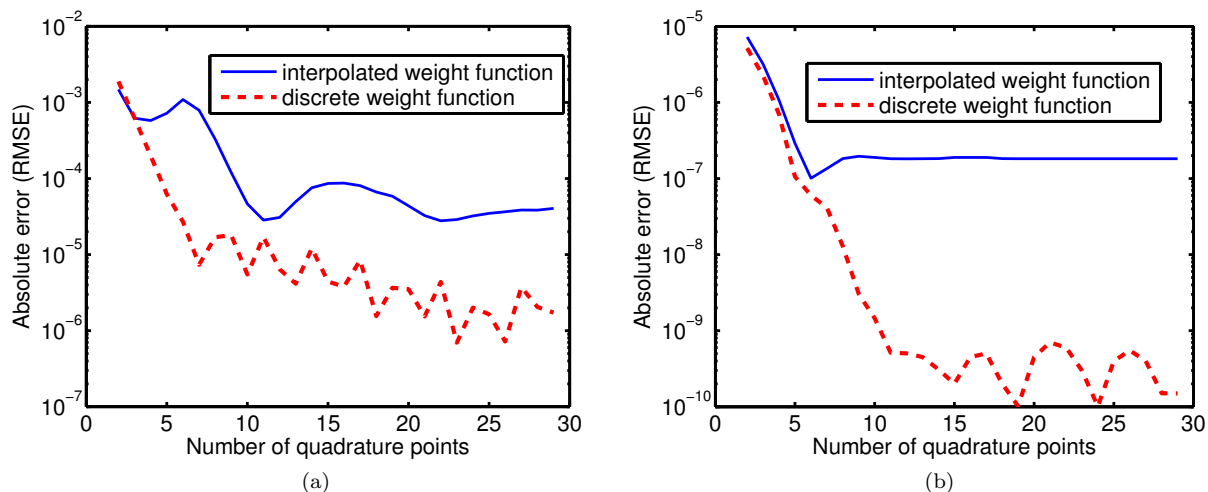 10^-2
10^-3
10^-4
10^-5
10^-6
10^-7
Absolute error (RMSE)
interpolated weight function
discrete weight function
0 5 10 15 20 25 30
Number of quadrature points
(a)
10^-5
10^-6
10^-7
10^-8
10^-9
10^-10
Absolute error (RMSE)
interpolated weight function
discrete weight function
0 5 10 15 20 25 30
Number of quadrature points
(b)